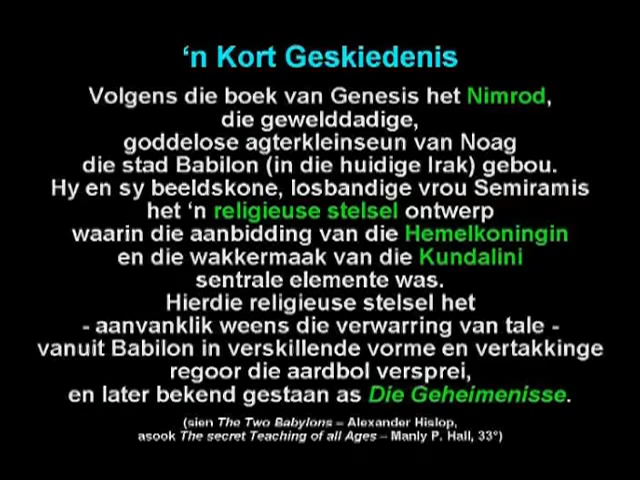 ‘n Kort Geskiedenis
Volgens die boek van Genesis het Nimrod,
die gewelddadige,
goddelose agterkleinseun van Noag
die stad Babilon (in die huidige Irak) gebou.
Hy en sy beeldskone, losbandige vrou Semiramis
het ‘n religieuse stelsel ontwerp
waarin die aanbidding van die Hemelkoningin
en die wakkermaak van die Kundalini
sentrale elemente was.
Hierdie religieuse stelsel het
- aanvanklik weens die verwarring van tale -
vanuit Babilon in verskillende vorme en vertakkinge
regoor die aardbol versprei,
en later bekend gestaan as Die Geheimenisse.
(sien The Two Babylons – Alexander Hislop,
asook The secret Teaching of all Ages – Manly P. Hall, 33°)